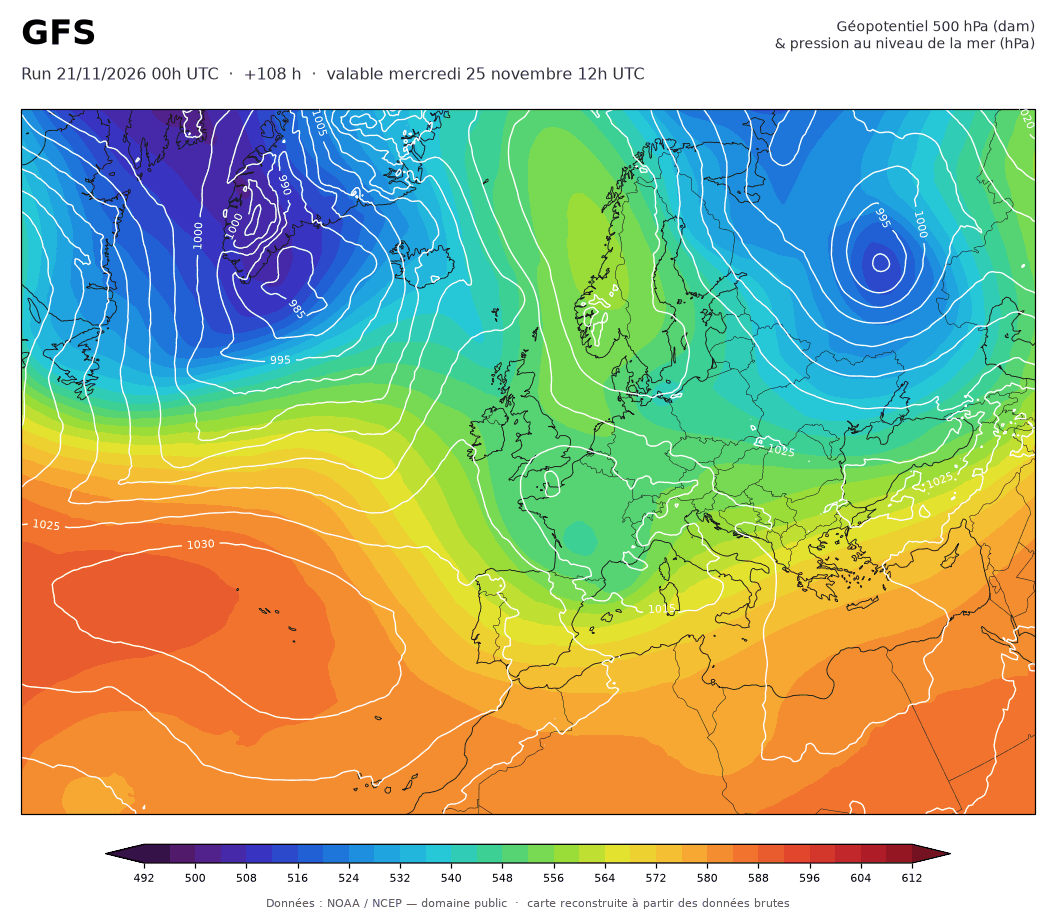 GFS
Géopotentiel 500 hPa (dam)
& pression au niveau de la mer (hPa)
Run 21/11/2026 00h UTC · +108 h · valable mercredi 25 novembre 12h UTC
1005
1020
990
1000
1000
995
1000
985
995
1025
1025
1025
1030
1015
492 500 508 516 524 532 540 548 556 564 572 580 588 596 604 612
Données : NOAA / NCEP — domaine public · carte reconstruite à partir des données brutes